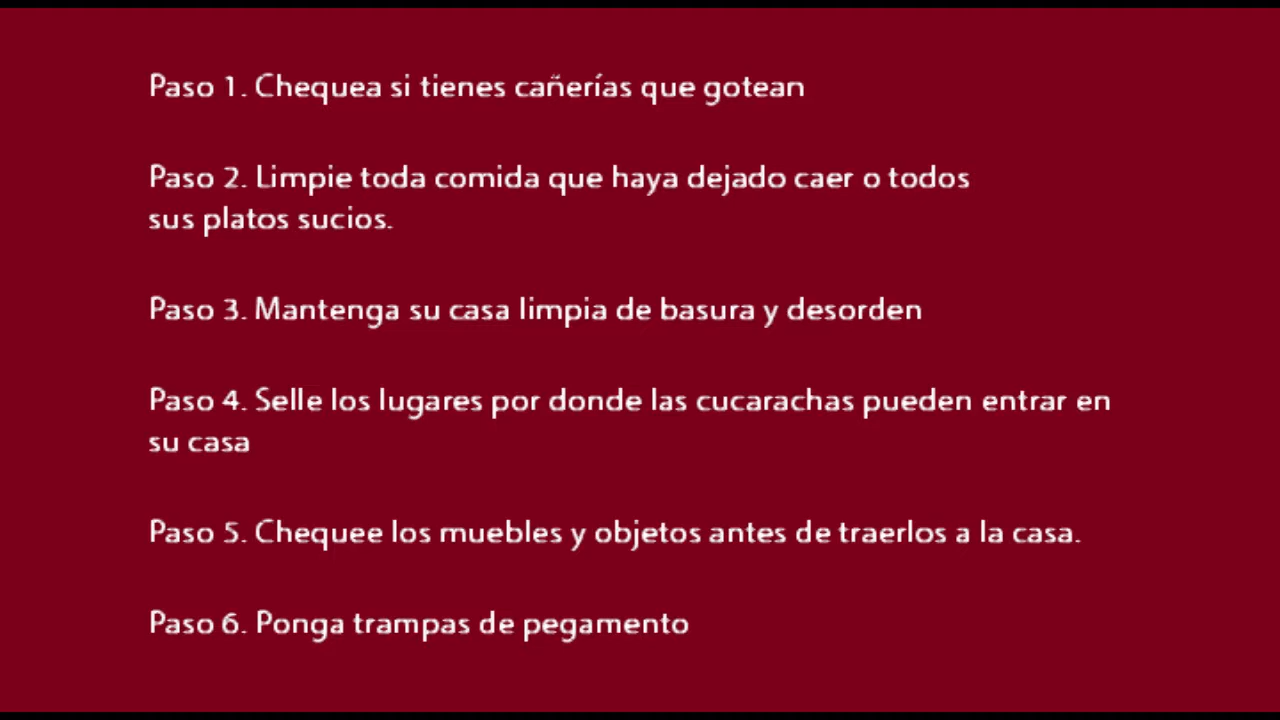 Paso 1. Chequea si tienes cañerías que gotean
Paso 2. Limpie toda comida que haya dejado caer o todos
sus platos sucios.
Paso 3. Mantenga su casa limpia de basura y desorden
Paso 4. Selle los lugares por donde las cucarachas pueden entrar en
su casa
Paso 5. Chequee los muebles y objetos antes de traerlos a la casa.
Paso 6. Ponga trampas de pegamento